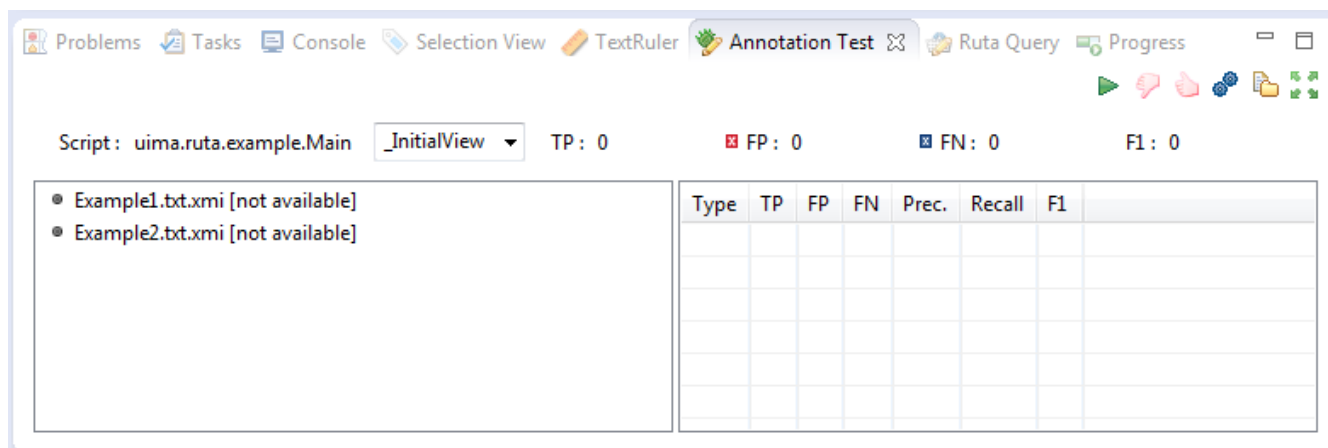 Problems Tasks Console Selection View TextRuler Annotation Test Ruta Query Progress
Script : uima.ruta.example.Main _InitialView TP : 0 FP : 0 FN : 0 F1 : 0
Example1.txt.xmi [not available]
Example2.txt.xmi [not available]
Type TP FP FN Prec. Recall F1